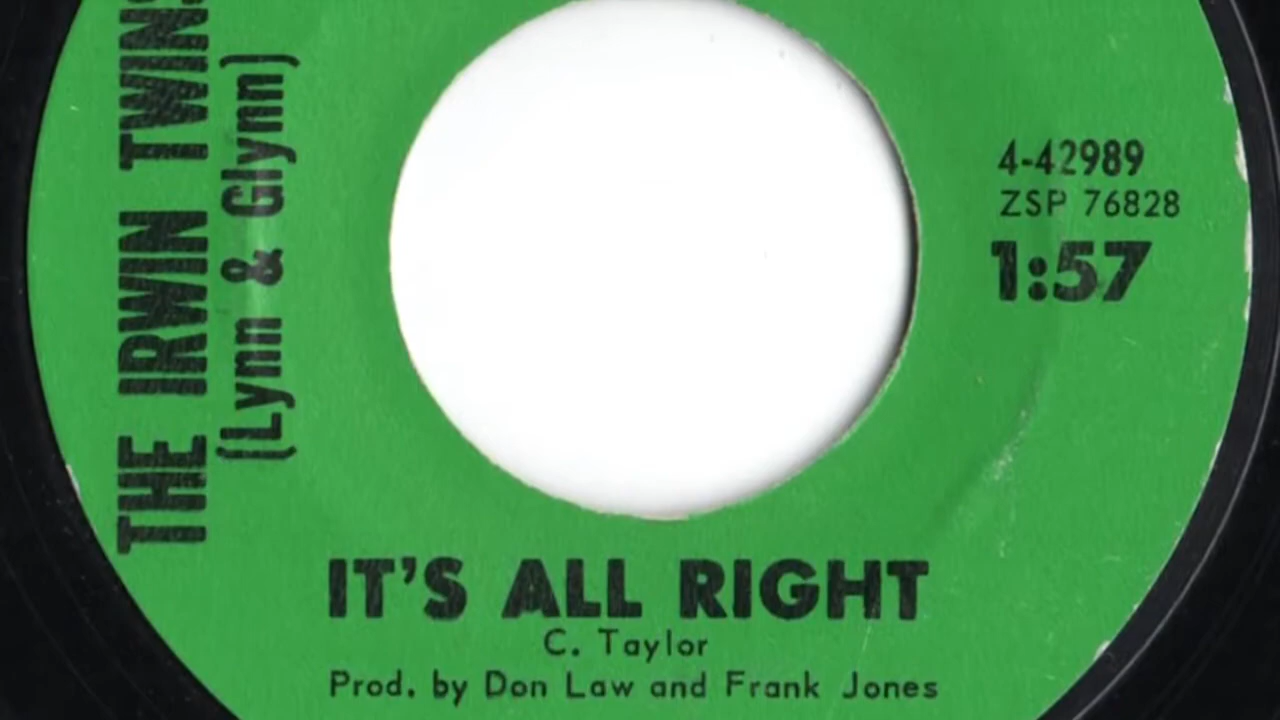 THE IRWIN TWINS
(Lynn & Glynn)
4-42989
ZSP 76828
1:57
IT'S ALL RIGHT
C. Taylor
Prod. by Don Law and Frank Jones